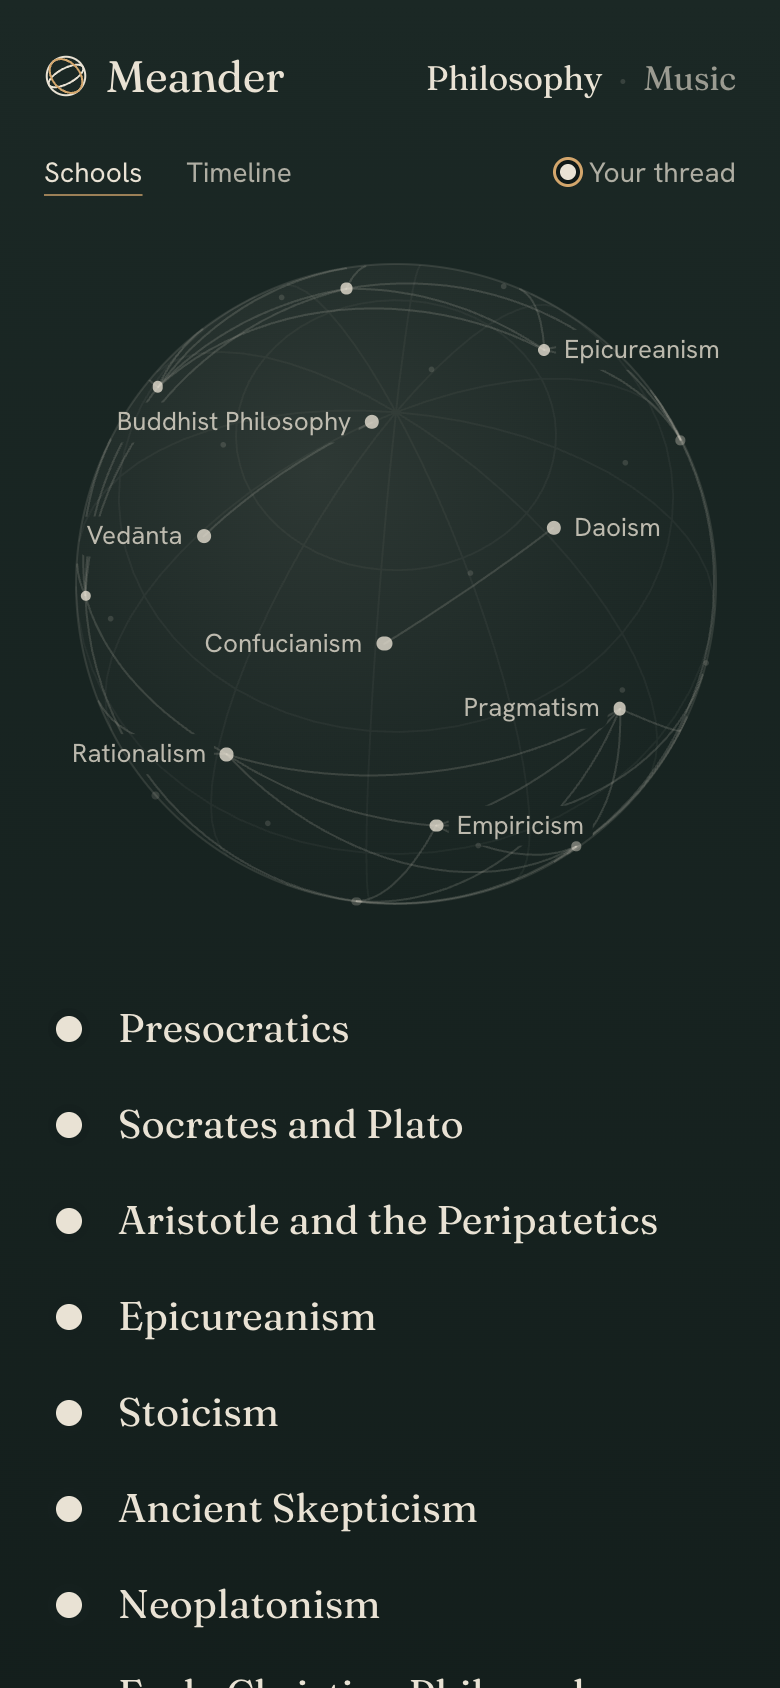 Meander
Philosophy · Music
Schools Timeline
Your thread
Epicureanism
Buddhist Philosophy
Vedānta
Daoism
Confucianism
Pragmatism
Rationalism
Empiricism
Presocratics
Socrates and Plato
Aristotle and the Peripatetics
Epicureanism
Stoicism
Ancient Skepticism
Neoplatonism